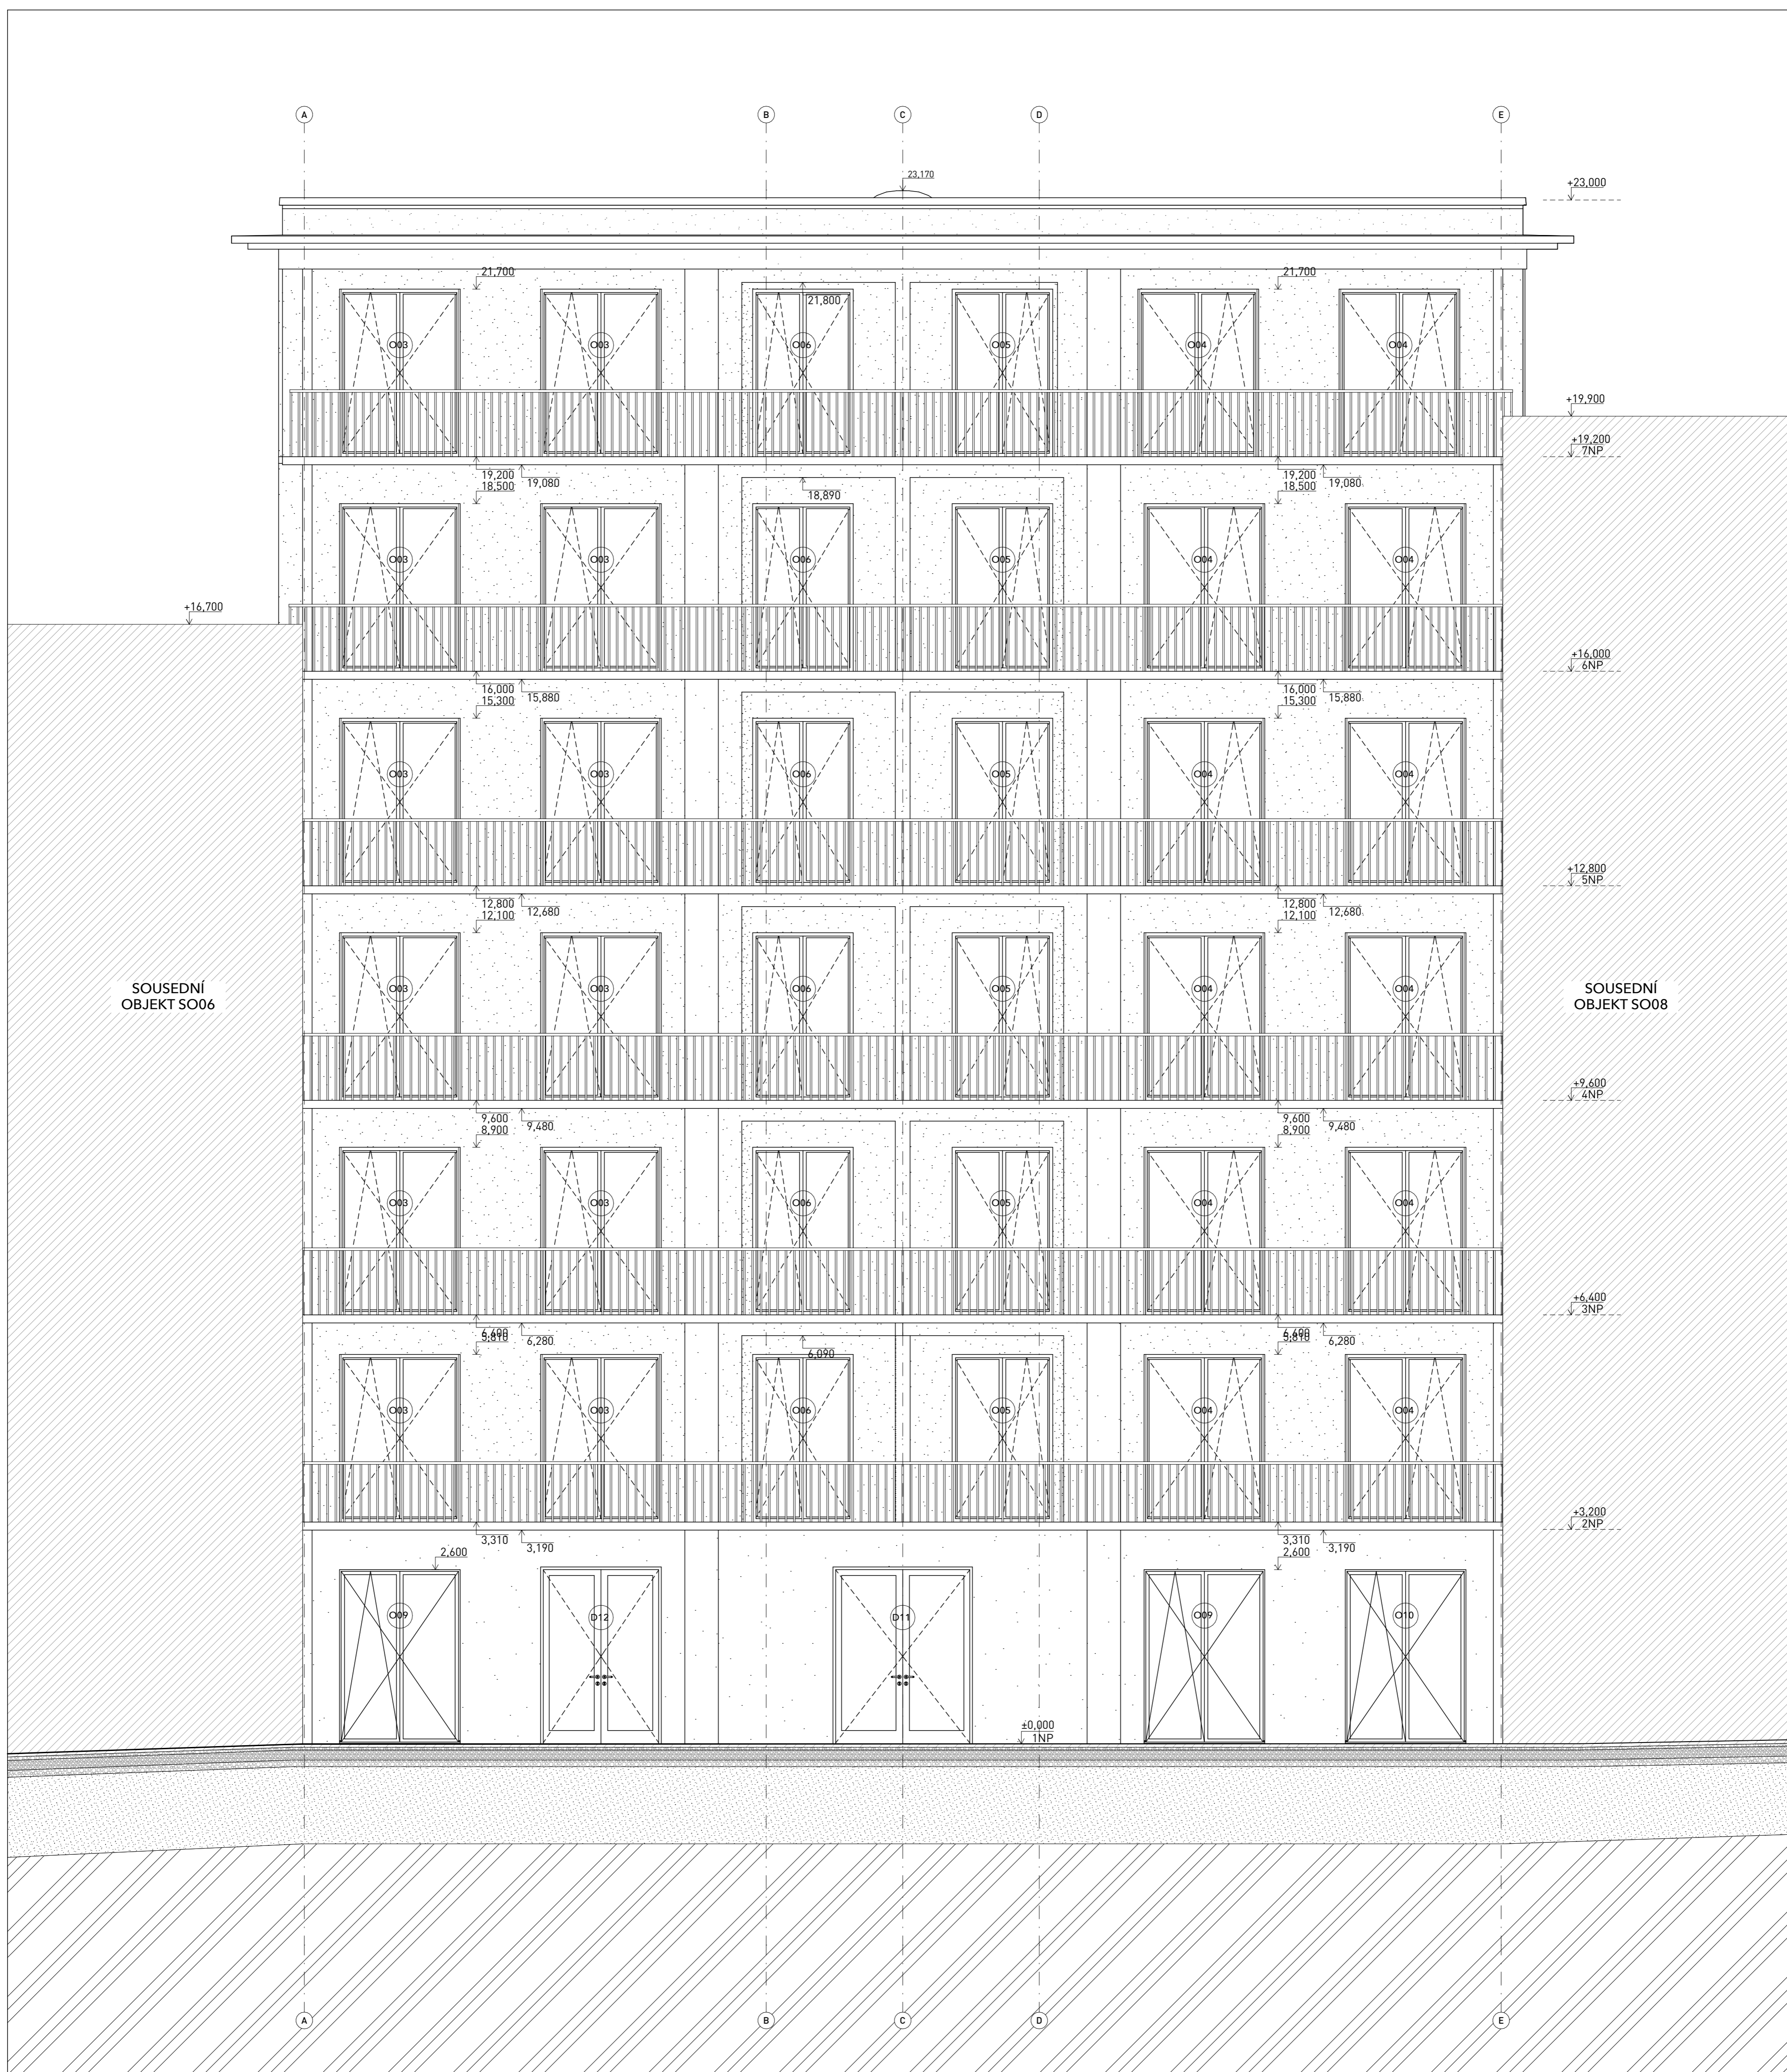 A B C D E
23,170
+23,000
21,700 21,700
21,800
O03 O03 O06 O05 O04 O04
+19,900
+19,200
7NP
19,200 19,080 19,200 19,080
18,500 18,500
18,890
O03 O03 O06 O05 O04 O04
+16,700
+16,000
6NP
16,000 15,880 16,000 15,880
15,300 15,300
O03 O03 O06 O05 O04 O04
+12,800
5NP
12,800 12,680 12,800 12,680
12,100 12,100
SOUSEDNÍ
OBJEKT SO06
O03 O03 O06 O05 O04 O04
SOUSEDNÍ
OBJEKT SO08
+9,600
4NP
9,600 9,480 9,600 9,480
8,900 8,900
O03 O03 O06 O05 O04 O04
+6,400
3NP
6,280 6,280
6,090
O03 O03 O06 O05 O04 O04
+3,200
2NP
3,310 3,190 3,310 3,190
2,600 2,600
O09 D12 D11 O09 O10
±0,000
1NP
A B C D E